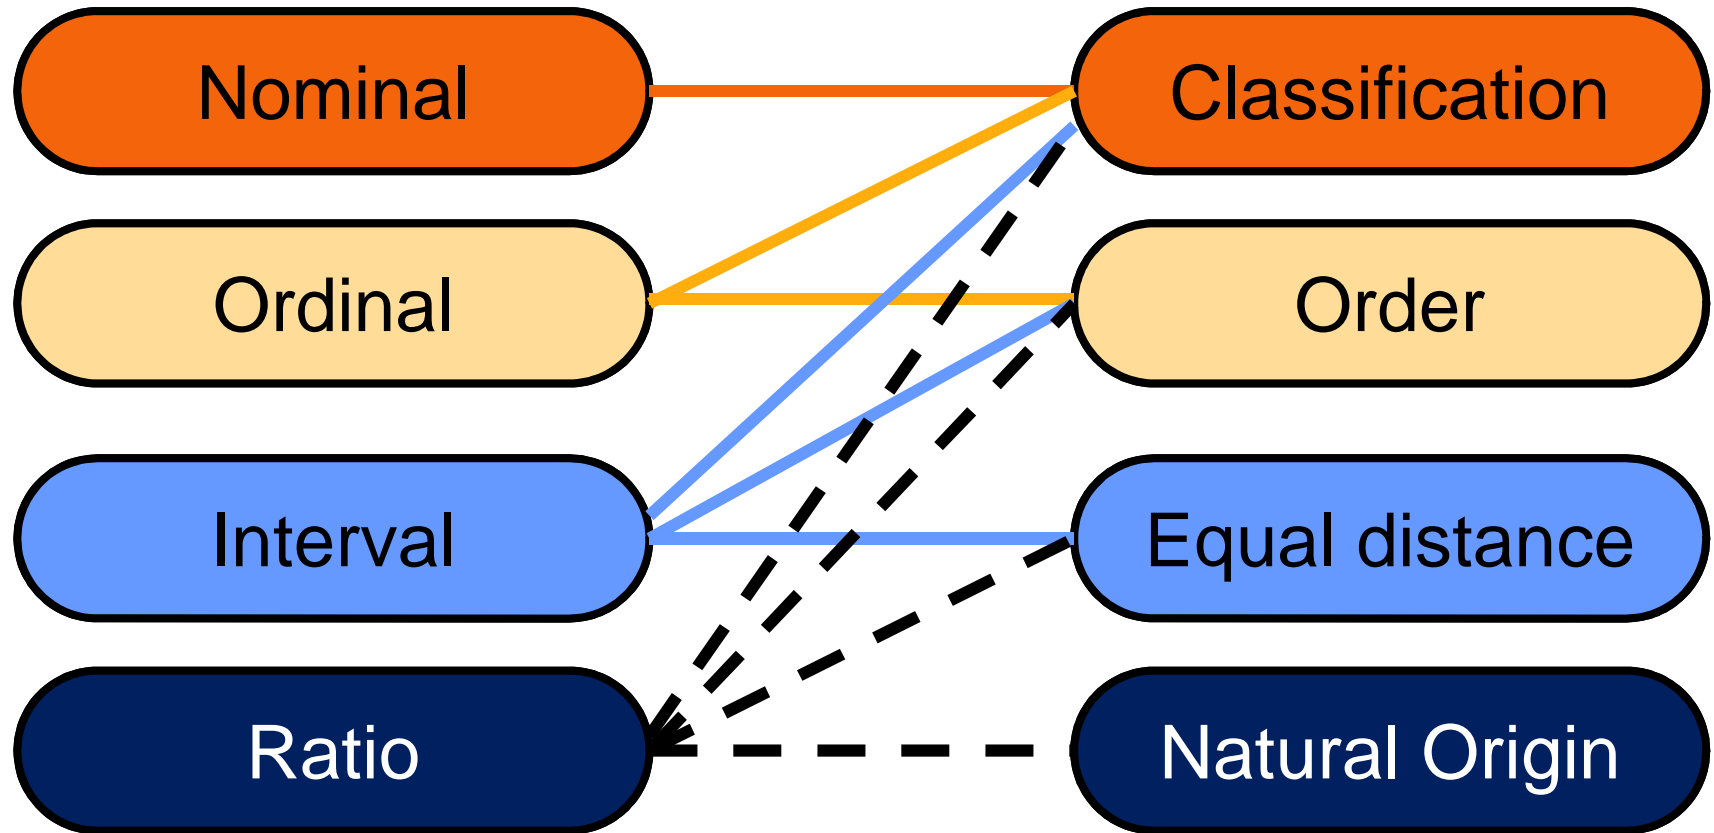 Nominal
Classification
Ordinal
Order
Interval
Equal distance
Ratio
Natural Origin